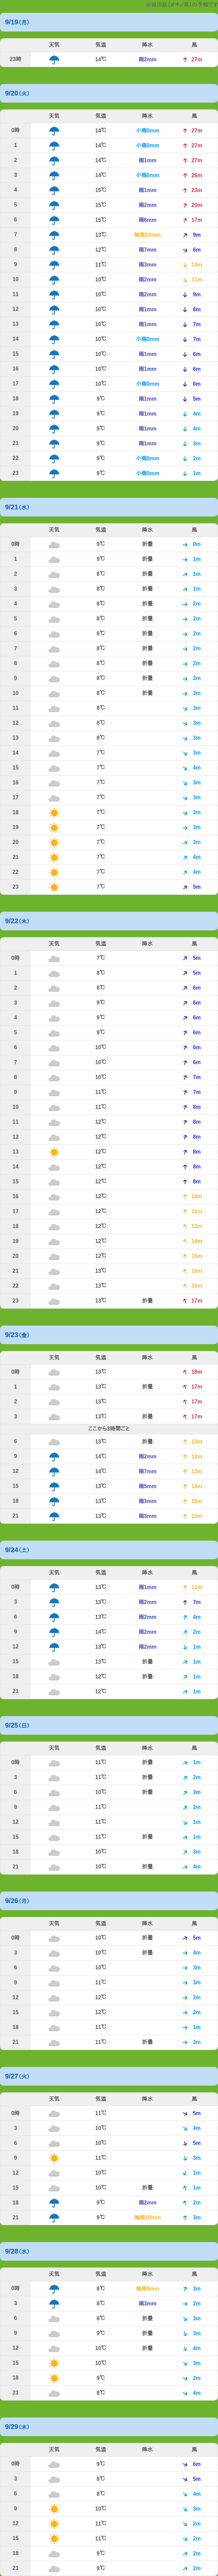 9/19(月)
天気 気温 降水 風
23時 14℃ 雨2mm 27m
9/20(火)
天気 気温 降水 風
0時 14℃ 小雨0mm 27m
1 14℃ 小雨0mm 27m
2 14℃ 雨1mm 27m
3 14℃ 小雨0mm 26m
4 15℃ 雨1mm 23m
5 15℃ 雨2mm 20m
6 15℃ 雨6mm 17m
7 13℃ 強雨10mm 9m
8 12℃ 雨7mm 6m
9 11℃ 雨3mm 13m
10 10℃ 雨2mm 11m
11 10℃ 雨2mm 9m
12 10℃ 雨1mm 8m
13 10℃ 雨1mm 7m
14 10℃ 小雨0mm 7m
15 10℃ 雨1mm 6m
16 10℃ 雨1mm 6m
17 10℃ 小雨0mm 6m
18 9℃ 雨1mm 5m
19 9℃ 雨1mm 4m
20 9℃ 雨1mm 4m
21 9℃ 雨1mm 3m
22 9℃ 小雨0mm 2m
23 9℃ 小雨0mm 1m
9/21(水)
天気 気温 降水 風
0時 9℃ 折曇 0m
1 9℃ 折曇 1m
2 8℃ 折曇 1m
3 8℃ 折曇 1m
4 8℃ 折曇 2m
5 8℃ 折曇 2m
6 8℃ 折曇 2m
7 8℃ 折曇 2m
8 8℃ 折曇 2m
9 8℃ 折曇 2m
10 8℃ 折曇 3m
11 8℃ 3m
12 8℃ 3m
13 8℃ 3m
14 7℃ 3m
15 7℃ 4m
16 7℃ 3m
17 7℃ 3m
18 7℃ 3m
19 7℃ 3m
20 7℃ 3m
21 7℃ 4m
22 7℃ 4m
23 7℃ 5m
9/22(木)
天気 気温 降水 風
0時 7℃ 5m
1 8℃ 5m
2 8℃ 6m
3 9℃ 6m
4 9℃ 6m
5 9℃ 6m
6 10℃ 6m
7 10℃ 6m
8 10℃ 7m
9 11℃ 7m
10 11℃ 8m
11 12℃ 8m
12 12℃ 8m
13 12℃ 8m
14 12℃ 8m
15 12℃ 8m
16 12℃ 10m
17 12℃ 11m
18 12℃ 13m
19 12℃ 14m
20 12℃ 15m
21 13℃ 16m
22 13℃ 16m
23 13℃ 折曇 17m
9/23(金)
天気 気温 降水 風
0時 13℃ 18m
1 13℃ 折曇 17m
2 13℃ 17m
3 13℃ 折曇 17m
ここから3時間ごと
6 13℃ 折曇 13m
9 14℃ 雨2mm 13m
12 14℃ 雨7mm 13m
15 13℃ 雨5mm 14m
18 13℃ 雨3mm 15m
21 13℃ 雨3mm 15m
9/24(土)
天気 気温 降水 風
0時 13℃ 雨1mm 11m
3 13℃ 雨2mm 7m
6 13℃ 雨2mm 4m
9 14℃ 雨2mm 2m
12 13℃ 雨2mm 1m
15 13℃ 折曇 1m
18 12℃ 折曇 1m
21 12℃ 1m
9/25(日)
天気 気温 降水 風
0時 11℃ 折曇 1m
3 11℃ 折曇 2m
6 10℃ 折曇 3m
9 11℃ 2m
12 11℃ 1m
15 11℃ 折曇 1m
18 10℃ 3m
21 10℃ 折曇 4m
9/26(月)
天気 気温 降水 風
0時 10℃ 折曇 5m
3 10℃ 折曇 4m
6 10℃ 3m
9 11℃ 3m
12 12℃ 2m
15 12℃ 2m
18 11℃ 1m
21 11℃ 折曇 3m
9/27(火)
天気 気温 降水 風
0時 11℃ 5m
3 10℃ 4m
6 10℃ 5m
9 11℃ 3m
12 10℃ 1m
15 10℃ 折曇 1m
18 9℃ 雨2mm 2m
21 9℃ 強雨10mm 3m
9/28(水)
天気 気温 降水 風
0時 8℃ 強雨9mm 3m
3 8℃ 雨3mm 2m
6 8℃ 折曇 3m
9 9℃ 折曇 3m
12 10℃ 折曇 4m
15 10℃ 3m
18 9℃ 2m
21 8℃ 4m
9/29(木)
天気 気温 降水 風
0時 9℃ 6m
3 8℃ 5m
6 8℃ 4m
9 10℃ 3m
12 11℃ 2m
15 11℃ 2m
18 9℃ 2m
21 9℃ 2m